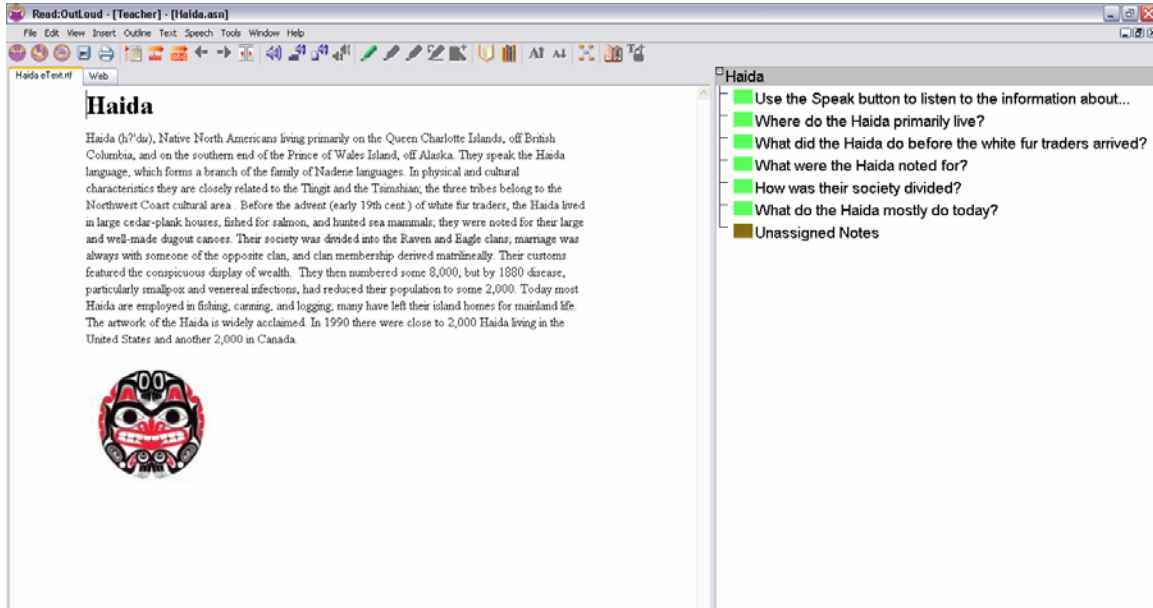 Read:OutLoud - [Teacher] - [Haida.asn]
File Edit View Insert Outline Text Speech Tools Window Help
Haida eText.rtf Web
Haida
Haida (h?'dɪʊ), Native North Americans living primarily on the Queen Charlotte Islands, off British
Columbia, and on the southern end of the Prince of Wales Island, off Alaska. They speak the Haida
language, which forms a branch of the family of Nadene languages. In physical and cultural
characteristics they are closely related to the Tlingit and the Tsimshian; the three tribes belong to the
Northwest Coast cultural area . Before the advent (early 19th cent.) of white fur traders, the Haida lived
in large cedar-plank houses, fished for salmon, and hunted sea mammals; they were noted for their large
and well-made dugout canoes. Their society was divided into the Raven and Eagle clans; marriage was
always with someone of the opposite clan, and clan membership derived matrilineally. Their customs
featured the conspicuous display of wealth. They then numbered some 8,000, but by 1880 disease,
particularly smallpox and venereal infections, had reduced their population to some 2,000. Today most
Haida are employed in fishing, canning, and logging; many have left their island homes for mainland life.
The artwork of the Haida is widely acclaimed. In 1990 there were close to 2,000 Haida living in the
United States and another 2,000 in Canada.
Haida
Use the Speak button to listen to the information about...
Where do the Haida primarily live?
What did the Haida do before the white fur traders arrived?
What were the Haida noted for?
How was their society divided?
What do the Haida mostly do today?
Unassigned Notes